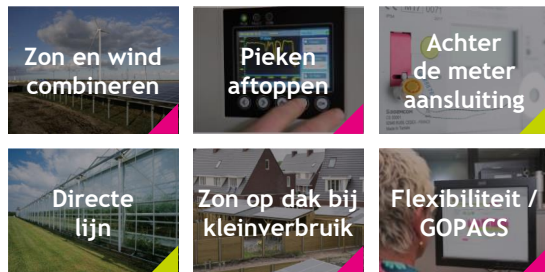 Zon en wind
combineren
Pieken
aftoppen
Achter
de meter
aansluiting
Directe
lijn
Zon op dak bij
kleinverbruik
Flexibiliteit /
GOPACS